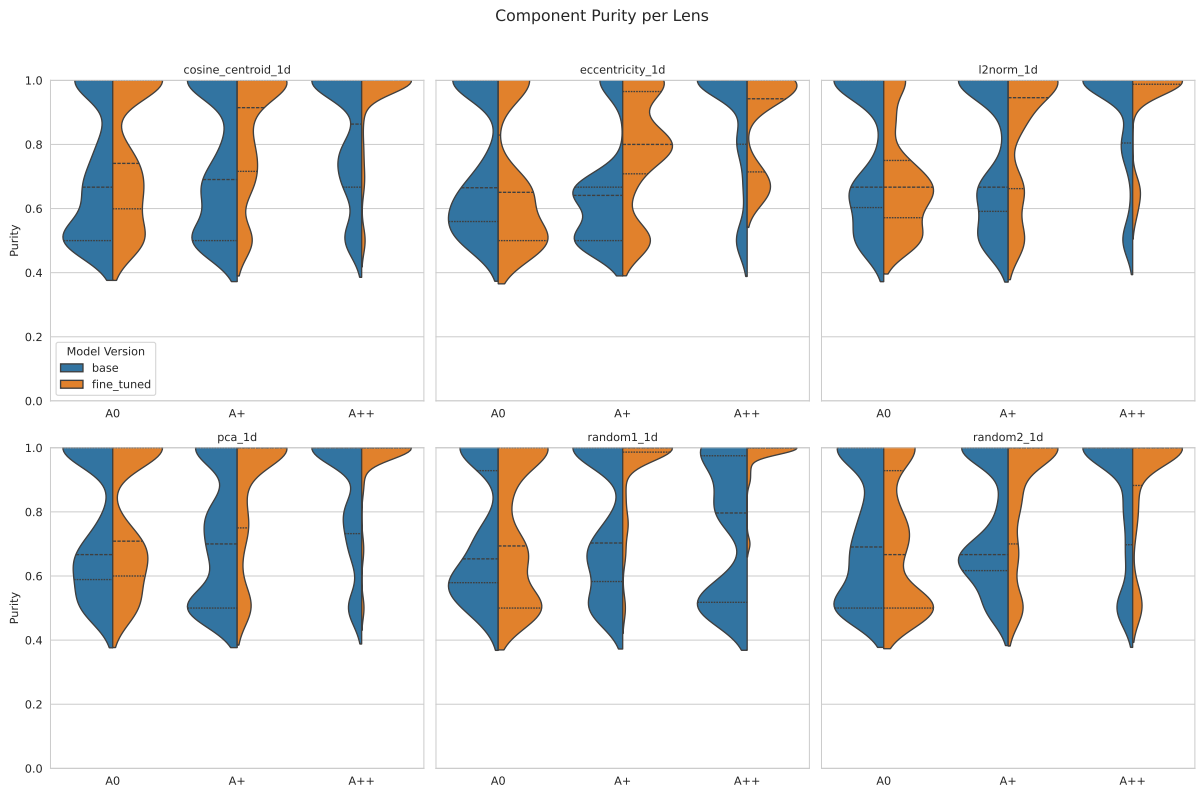 Component Purity per Lens
cosine_centroid_1d
eccentricity_1d
l2norm_1d
1.0
0.8
0.6
0.4
0.2
0.0
Purity
Model Version
base
fine_tuned
A0 A+ A++
A0 A+ A++
A0 A+ A++
pca_1d
random1_1d
random2_1d
1.0
0.8
0.6
0.4
0.2
0.0
Purity
A0 A+ A++
A0 A+ A++
A0 A+ A++